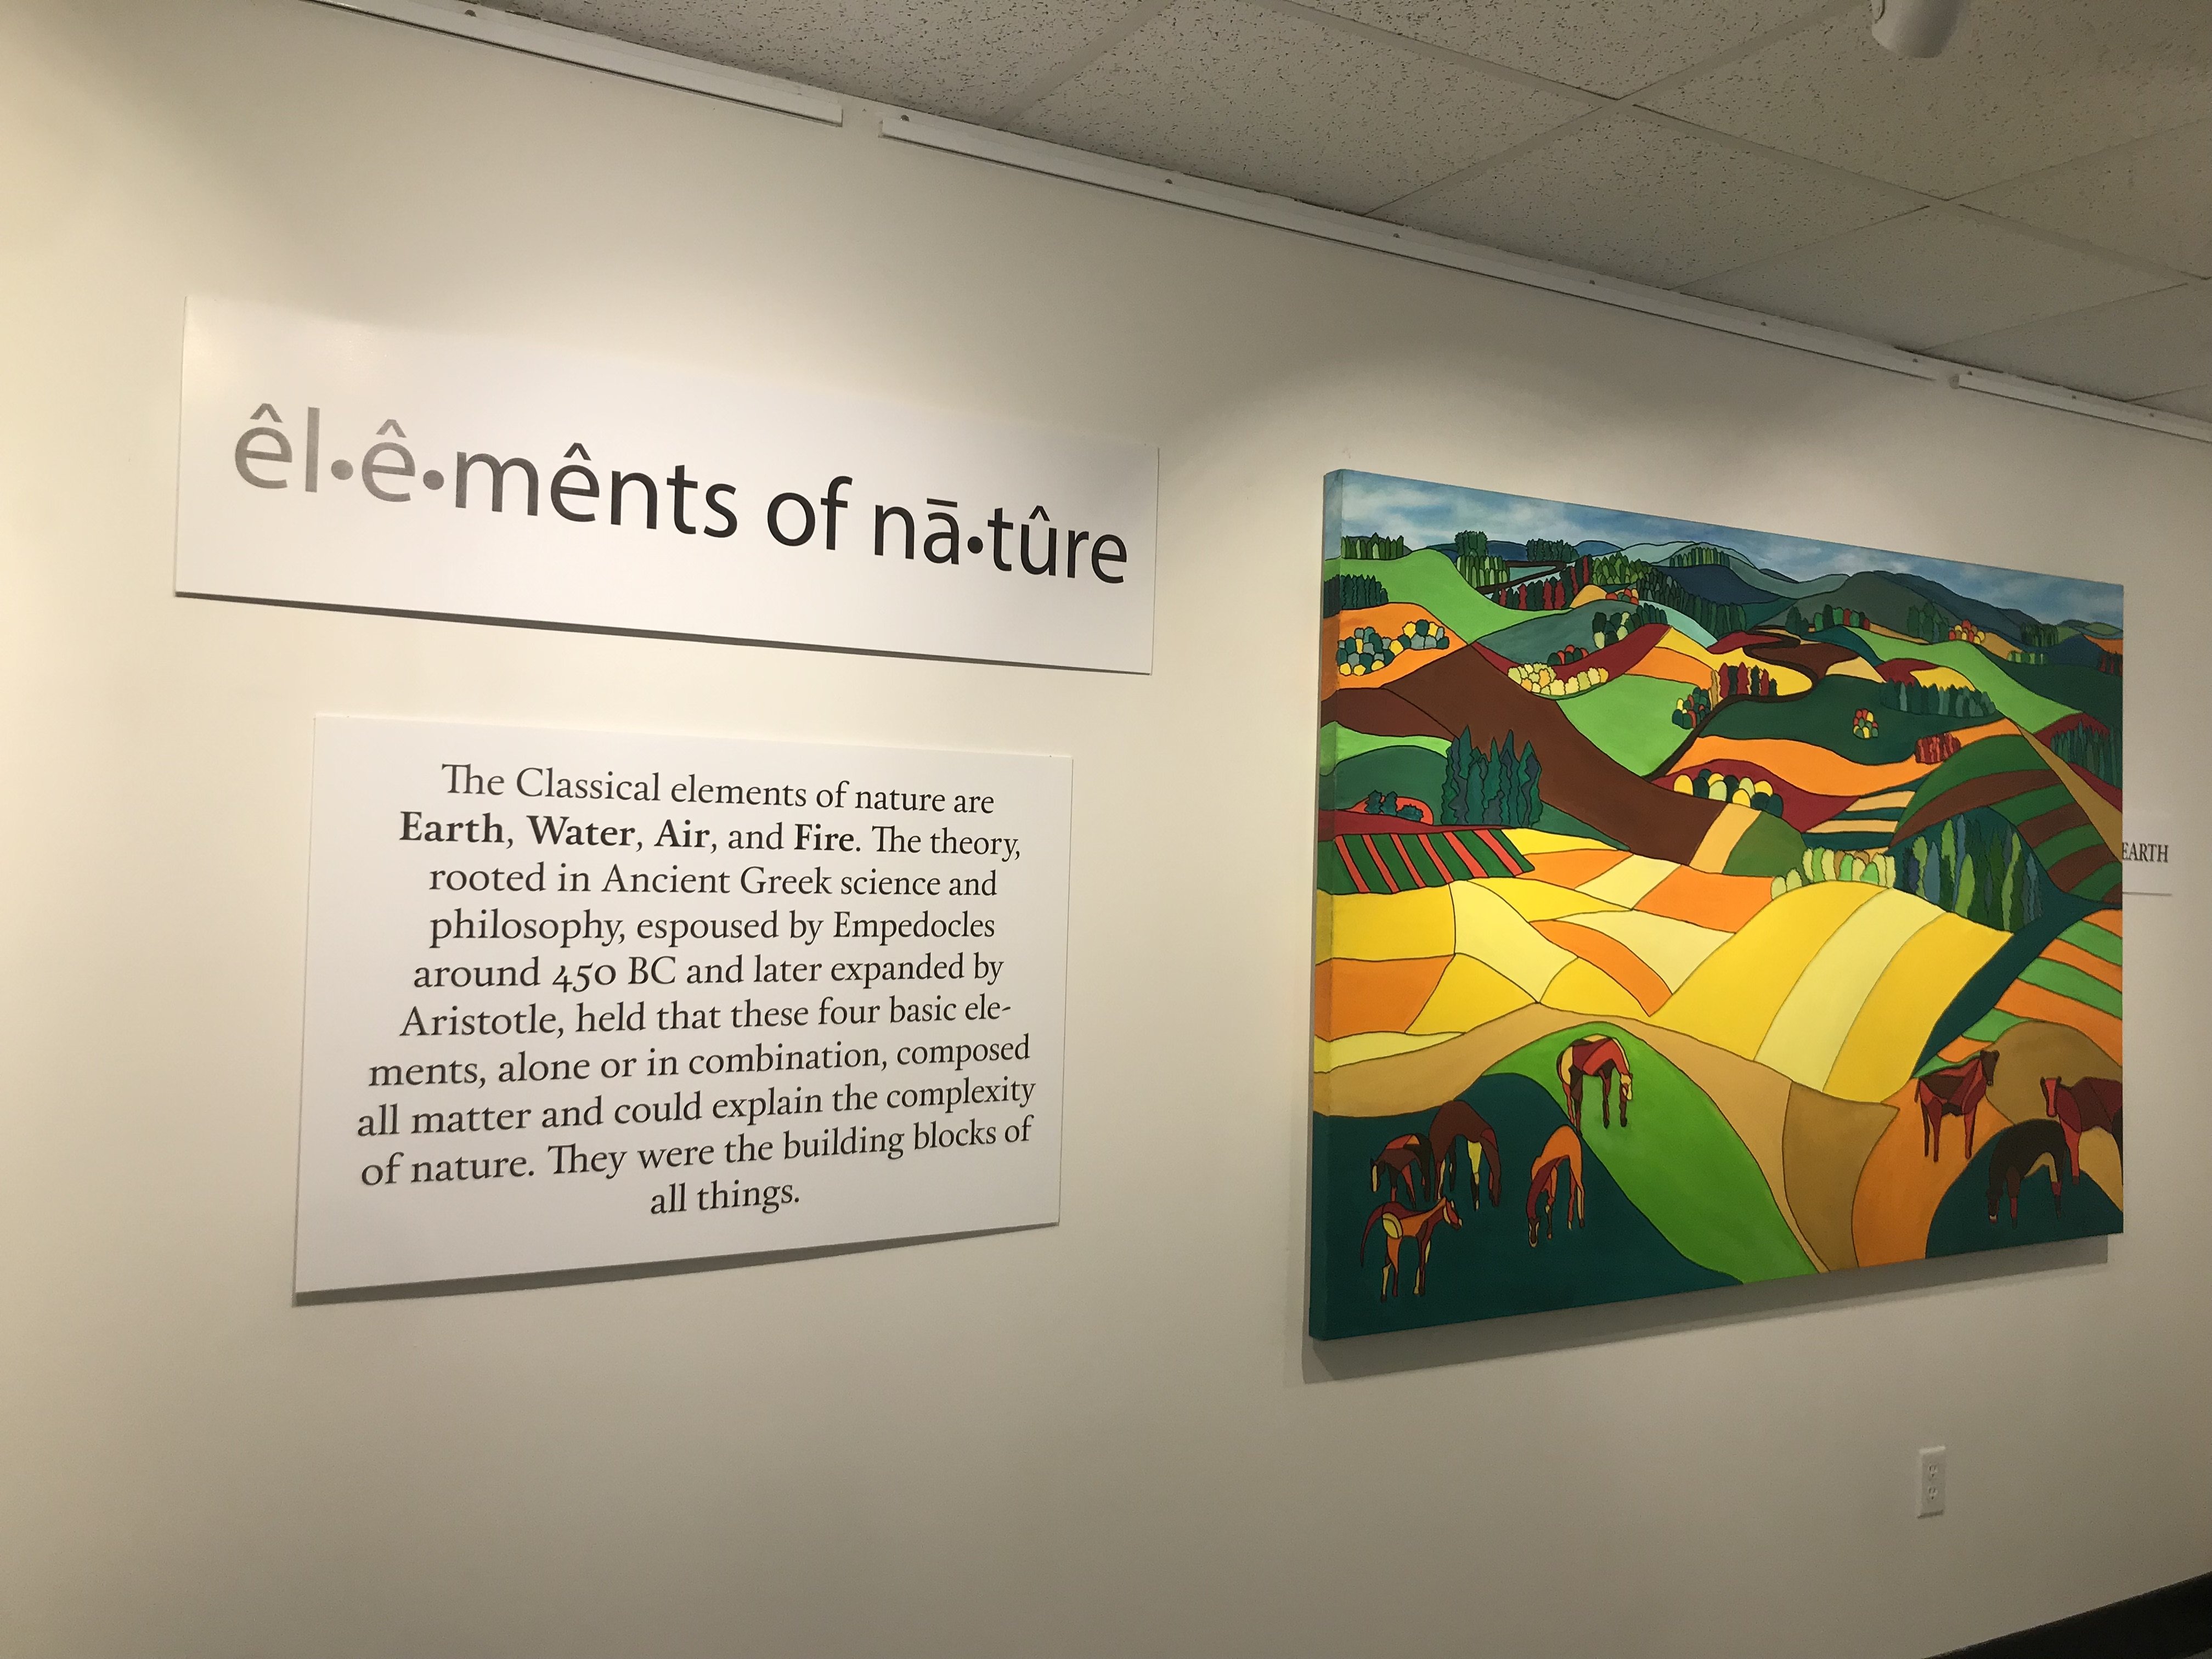 êl•ê•mênts of nā•tûre
The Classical elements of nature are
Earth, Water, Air, and Fire. The theory,
rooted in Ancient Greek science and
philosophy, espoused by Empedocles
around 450 BC and later expanded by
Aristotle, held that these four basic ele-
ments, alone or in combination, composed
all matter and could explain the complexity
of nature. They were the building blocks of
all things.
EARTH